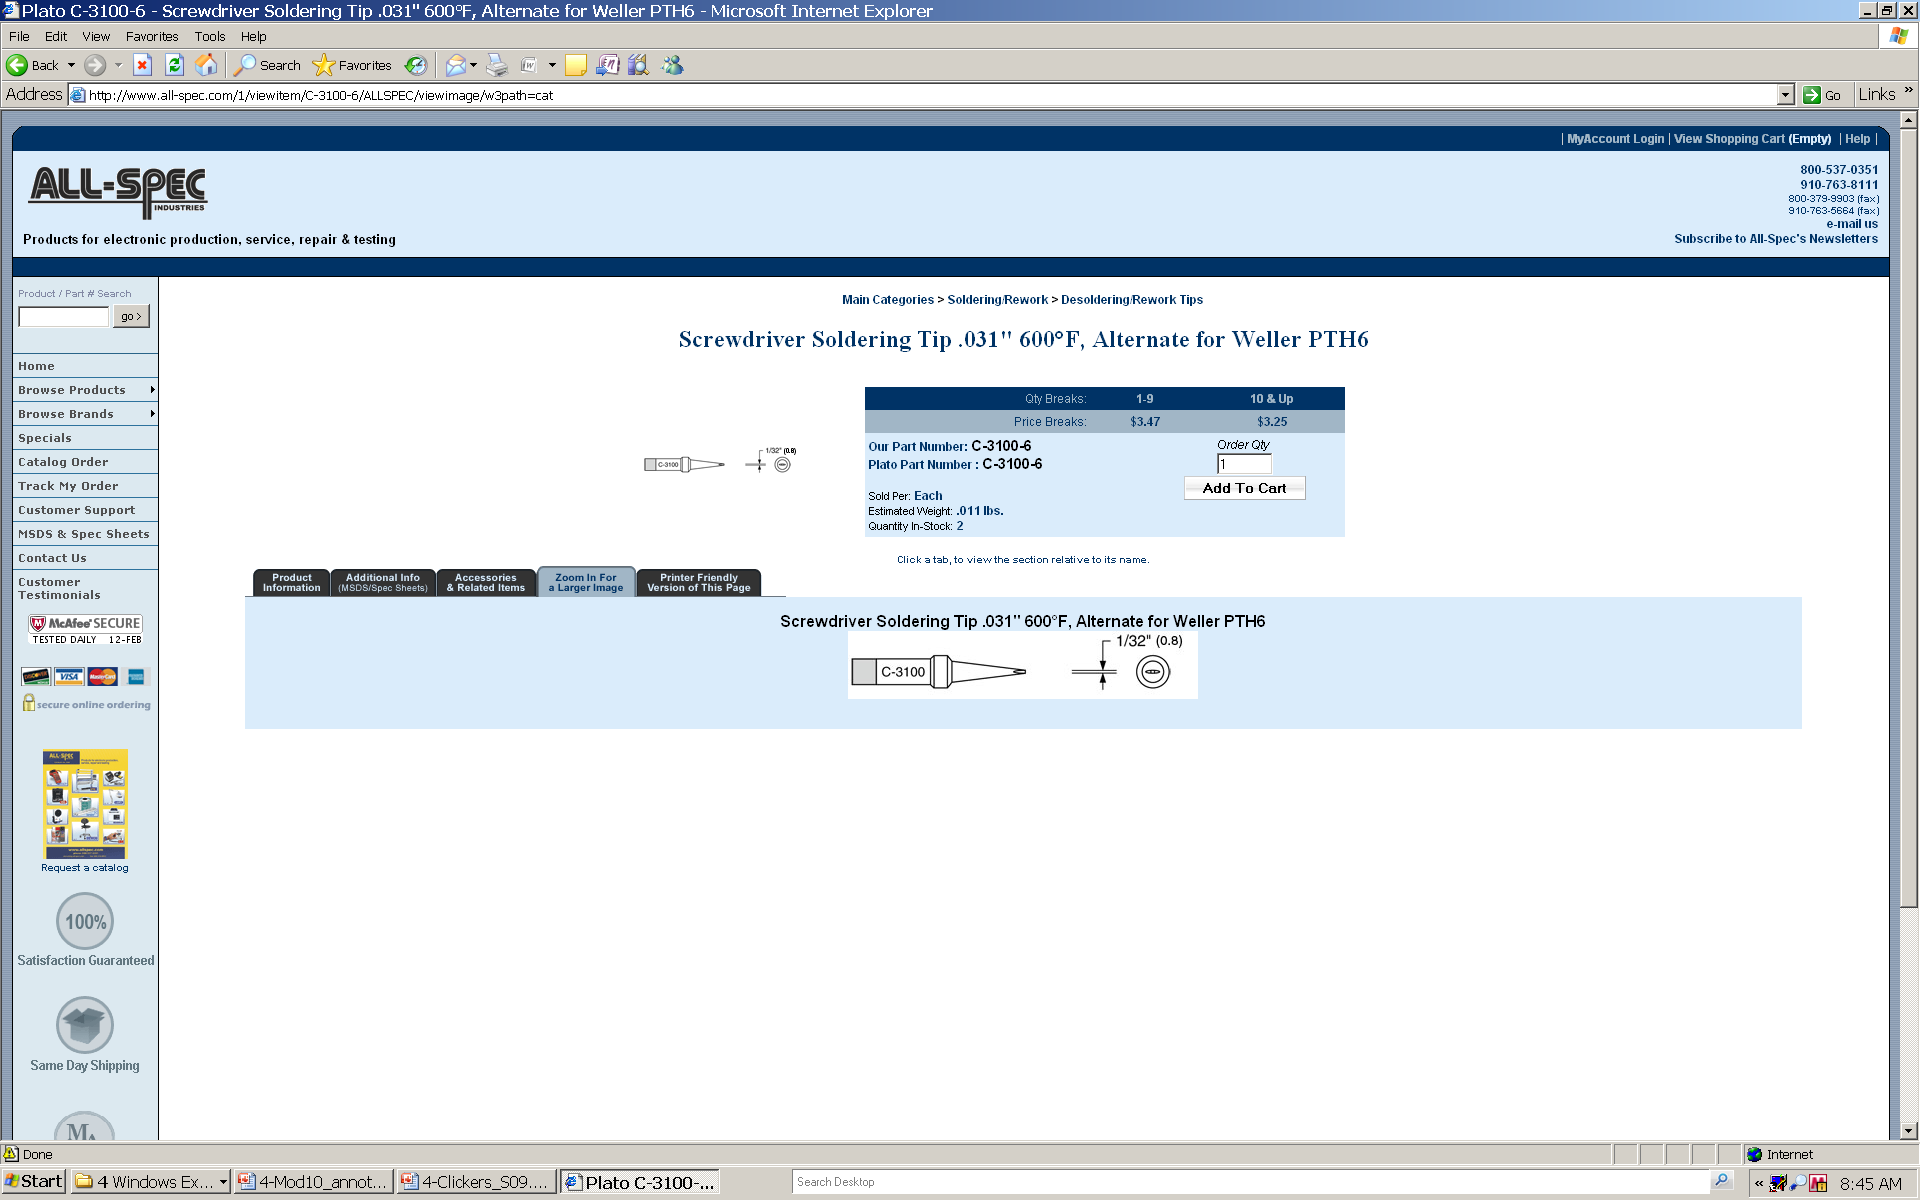 Plato C-3100-6 - Screwdriver Soldering Tip .031" 600°F, Alternate for Weller PTH6 - Microsoft Internet Explorer
File Edit View Favorites Tools Help
Back Search Favorites
Address http://www.all-spec.com/1/viewitem/C-3100-6/ALLSPEC/viewimage/w3path=cat Go Links »
| MyAccount Login | View Shopping Cart (Empty) | Help |
ALL-SPEC
INDUSTRIES
800-537-0351
910-763-8111
800-379-9903 (fax)
910-763-5664 (fax)
e-mail us
Products for electronic production, service, repair & testing
Subscribe to All-Spec's Newsletters
Product / Part # Search
go >
Home
Browse Products
Browse Brands
Specials
Catalog Order
Track My Order
Customer Support
MSDS & Spec Sheets
Contact Us
Customer
Testimonials
McAfee SECURE
TESTED DAILY 12-FEB
DISCOVER VISA MasterCard
secure online ordering
ALL-SPEC
Request a catalog
100%
Satisfaction Guaranteed
Same Day Shipping
Main Categories > Soldering/Rework > Desoldering/Rework Tips
Screwdriver Soldering Tip .031" 600°F, Alternate for Weller PTH6
C-3100 1/32" (0.8)
Qty Breaks: 1-9 10 & Up
Price Breaks: $3.47 $3.25
Our Part Number: C-3100-6
Plato Part Number : C-3100-6
Order Qty
1
Add To Cart
Sold Per: Each
Estimated Weight: .011 lbs.
Quantity In-Stock: 2
Click a tab, to view the section relative to its name.
Product
Information
Additional Info
(MSDS/Spec Sheets)
Accessories
& Related Items
Zoom In For
a Larger Image
Printer Friendly
Version of This Page
Screwdriver Soldering Tip .031" 600°F, Alternate for Weller PTH6
C-3100 1/32" (0.8)
Done Internet
Start 4 Windows Ex... 4-Mod10_annot... 4-Clickers_S09.... Plato C-3100-... Search Desktop « 8:45 AM